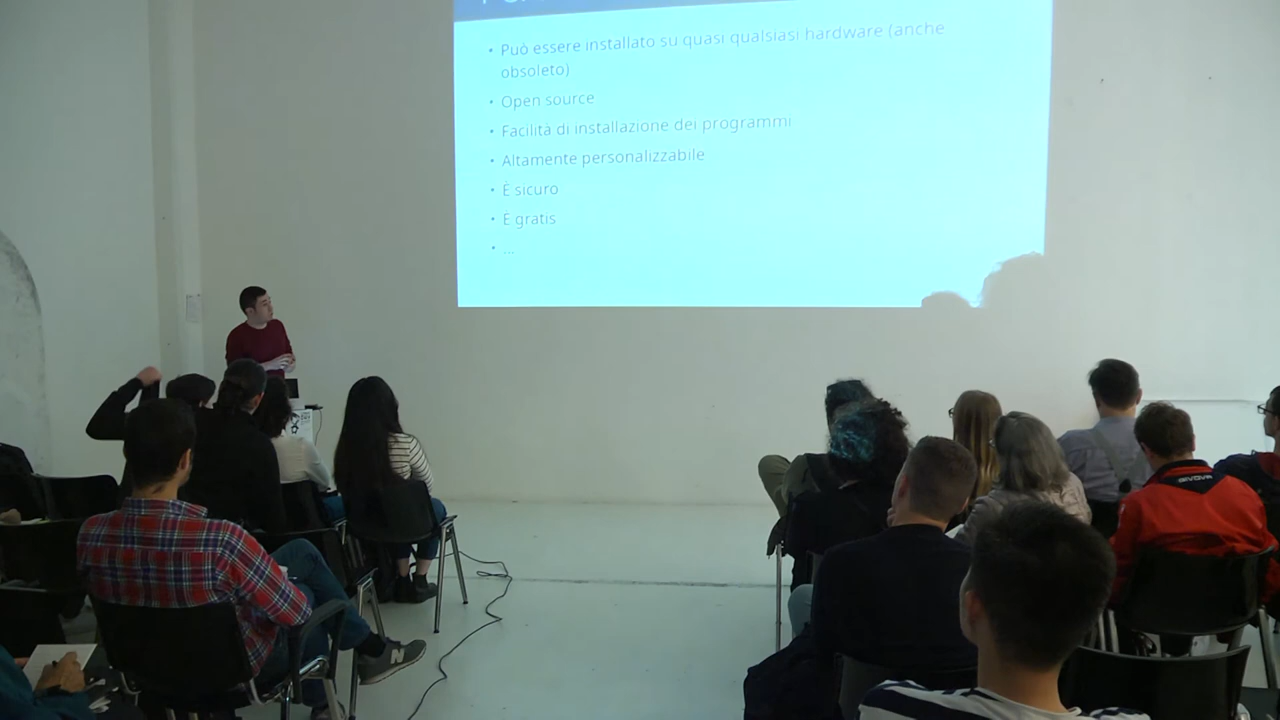 • Può essere installato su quasi qualsiasi hardware (anche
obsoleto)
• Open source
• Facilità di installazione dei programmi
• Altamente personalizzabile
• È sicuro
• È gratis
• ...
GIVOVA